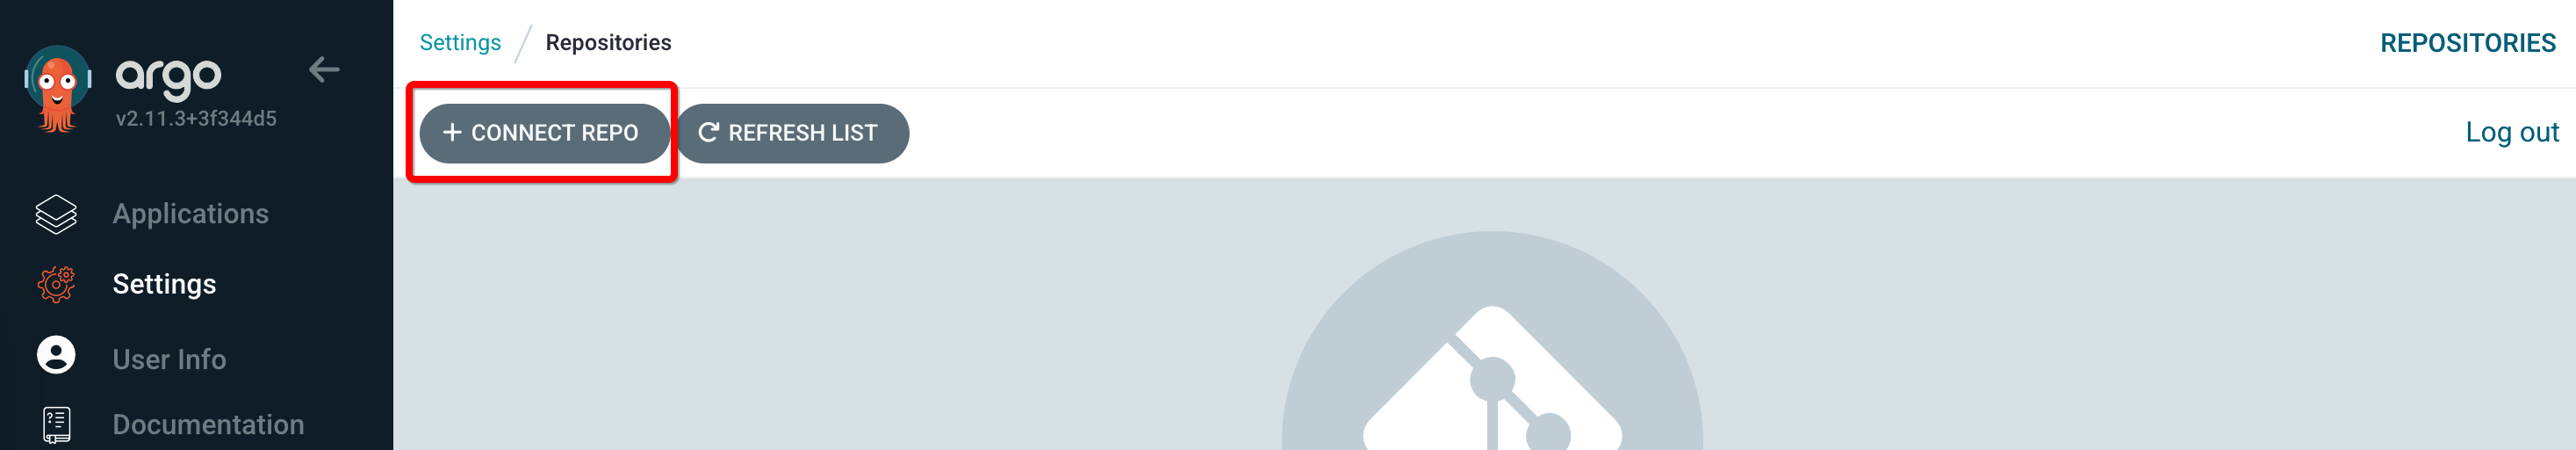 argo
v2.11.3+3f344d5
Applications
Settings
User Info
Documentation
Settings / Repositories
REPOSITORIES
+ CONNECT REPO
REFRESH LIST
Log out